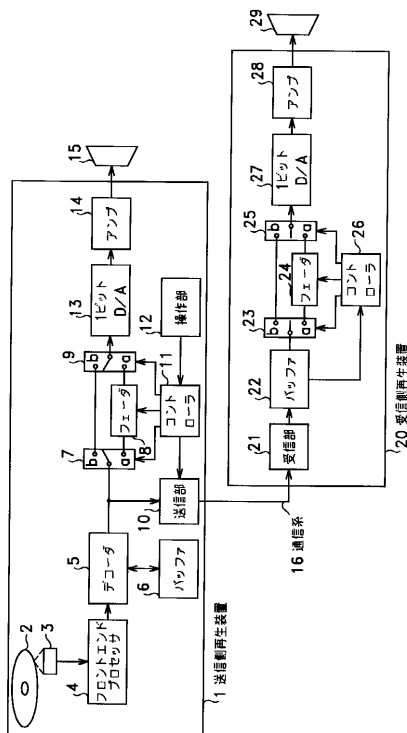 2
3
4
フロントエンド
プロセッサ
5
デコーダ
6
バッファ
7
b
a
8
フェーダ
9
b
a
10
送信部
11
コント
ローラ
12
操作部
13
1ビット
D/A
14
アンプ
15
1 送信側再生装置
16 通信系
21
受信部
22
バッファ
23
b
a
24
フェーダ
25
b
a
26
コント
ローラ
27
1ビット
D/A
28
アンプ
29
20 受信側再生装置